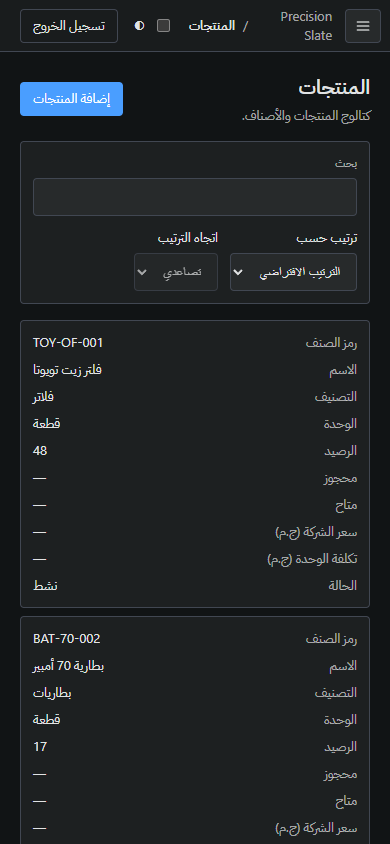 Precision Slate / المنتجات تسجيل الخروج
المنتجات
إضافة المنتجات
كتالوج المنتجات والأصناف.
بحث
ترتيب حسب
اتجاه الترتيب
الترتيب الافتراضي
تصاعدي
رمز الصنف TOY-OF-001
الاسم فلتر زيت تويوتا
التصنيف فلاتر
الوحدة قطعة
الرصيد 48
محجوز —
متاح —
سعر الشركة (ج.م) —
تكلفة الوحدة (ج.م) —
الحالة نشط
رمز الصنف BAT-70-002
الاسم بطارية 70 أمبير
التصنيف بطاريات
الوحدة قطعة
الرصيد 17
محجوز —
متاح —
سعر الشركة (ج.م) —